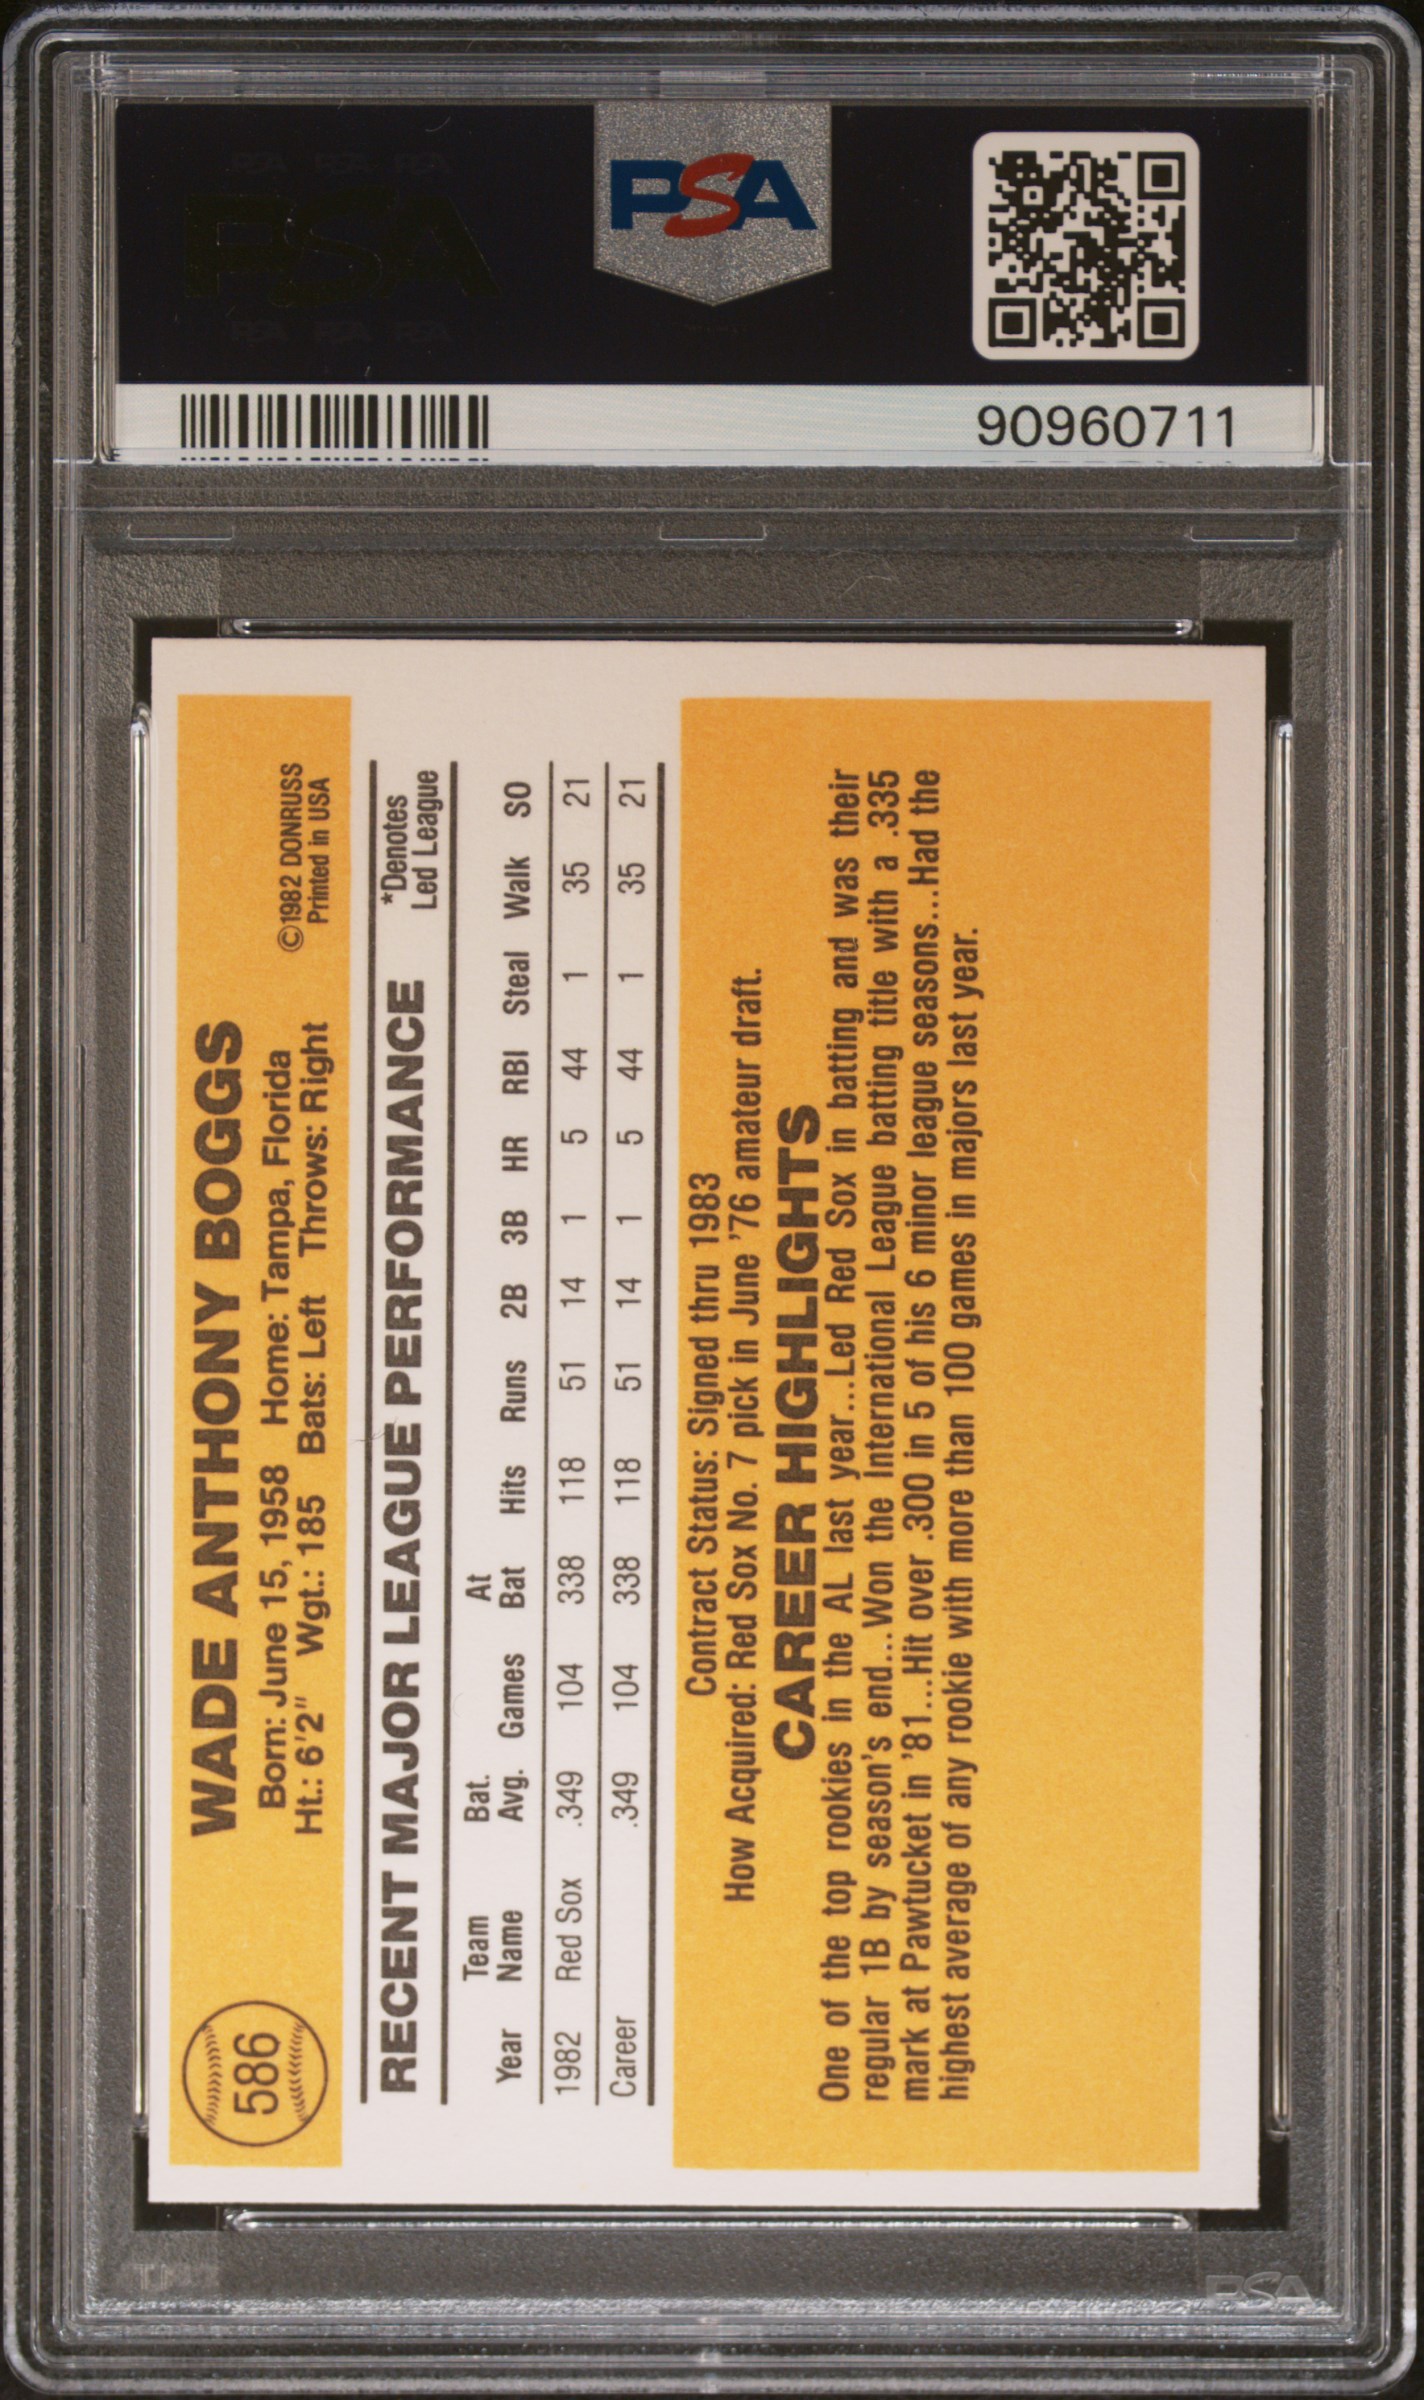 PSA
PSA
90960711
586
WADE ANTHONY BOGGS
Born: June 15, 1958 Home: Tampa, Florida
©1982 DONRUSS
Ht.: 6'2" Wgt.: 185 Bats: Left Throws: Right
Printed in USA
RECENT MAJOR LEAGUE PERFORMANCE
*Denotes
Led League
Team Bat. At
Year Name Avg. Games Bat Hits Runs 2B 3B HR RBI Steal Walk SO
1982 Red Sox .349 104 338 118 51 14 1 5 44 1 35 21
Career .349 104 338 118 51 14 1 5 44 1 35 21
Contract Status: Signed thru 1983
How Acquired: Red Sox No. 7 pick in June '76 amateur draft.
CAREER HIGHLIGHTS
One of the top rookies in the AL last year...Led Red Sox in batting and was their
regular 1B by season's end...Won the International League batting title with a .335
mark at Pawtucket in '81...Hit over .300 in 5 of his 6 minor league seasons...Had the
highest average of any rookie with more than 100 games in majors last year.
PSA